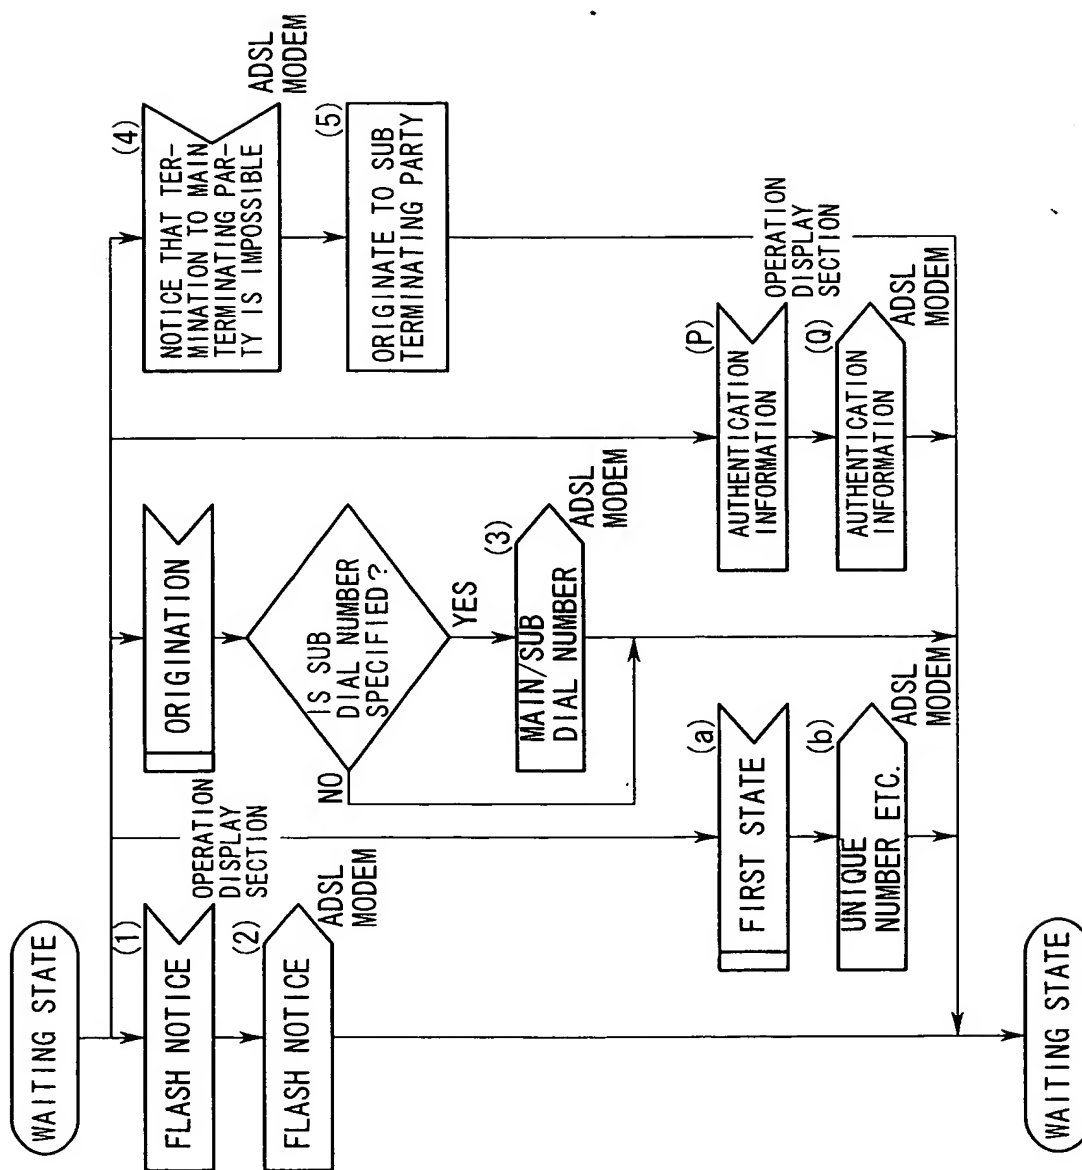 WAITING STATE
(1)
FLASH NOTICE
OPERATION
DISPLAY
SECTION
(2)
FLASH NOTICE
ADSL
MODEM
ORIGINATION
IS SUB
DIAL NUMBER
SPECIFIED?
NO
YES
(3)
MAIN/SUB
DIAL NUMBER
ADSL
MODEM
(4)
NOTICE THAT TER-
MINATION TO MAIN
TERMINATING PAR-
TY IS IMPOSSIBLE
ADSL
MODEM
(5)
ORIGINATE TO SUB
TERMINATING PARTY
(a)
FIRST STATE
(b)
UNIQUE
NUMBER ETC.
ADSL
MODEM
(P)
AUTHENTICATION
INFORMATION
OPERATION
DISPLAY
SECTION
(Q)
AUTHENTICATION
INFORMATION
ADSL
MODEM
WAITING STATE